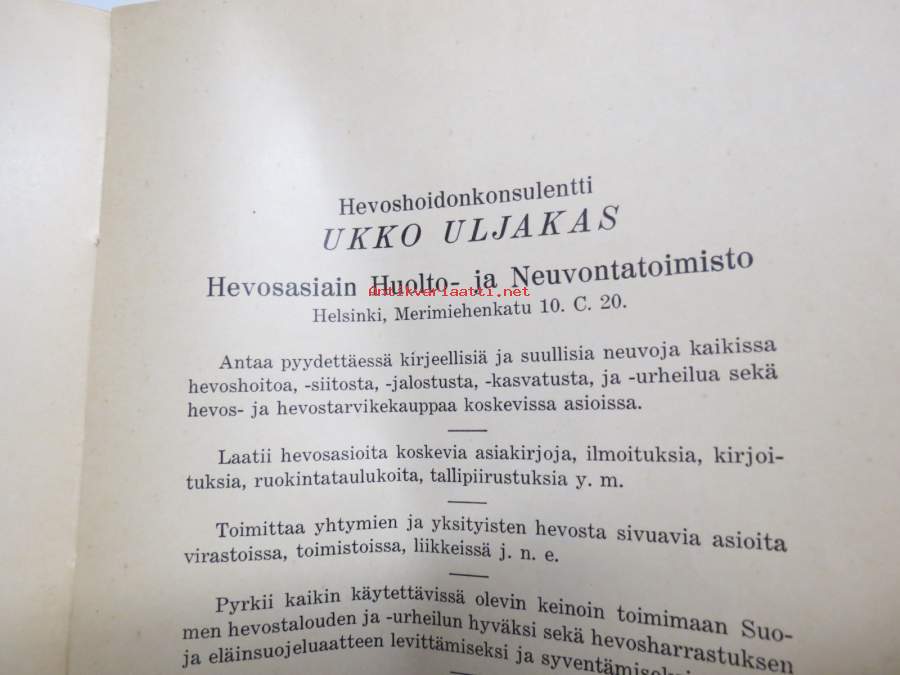 Hevoshoidonkonsulentti
UKKO ULJAKAS
Hevosasiain Huolto- ja Neuvontatoimisto
antikvariaatti.net
Helsinki, Merimiehenkatu 10. C. 20.
Antaa pyydettäessä kirjeellisiä ja suullisia neuvoja kaikissa
hevoshoitoa, -siitosta, -jalostusta, -kasvatusta, ja -urheilua sekä
hevos- ja hevostarvikekauppaa koskevissa asioissa.
Laatii hevosasioita koskevia asiakirjoja, ilmoituksia, kirjoi-
tuksia, ruokintataulukoita, tallipiirustuksia y. m.
Toimittaa yhtymien ja yksityisten hevosta sivuavia asioita
virastoissa, toimistoissa, liikkeissä j. n. e.
Pyrkii kaikin käytettävissä olevin keinoin toimimaan Suo-
men hevostalouden ja -urheilun hyväksi sekä hevosharrastuksen
ja eläinsuojeluaatteen levittämiseksi ja syventämiseksi